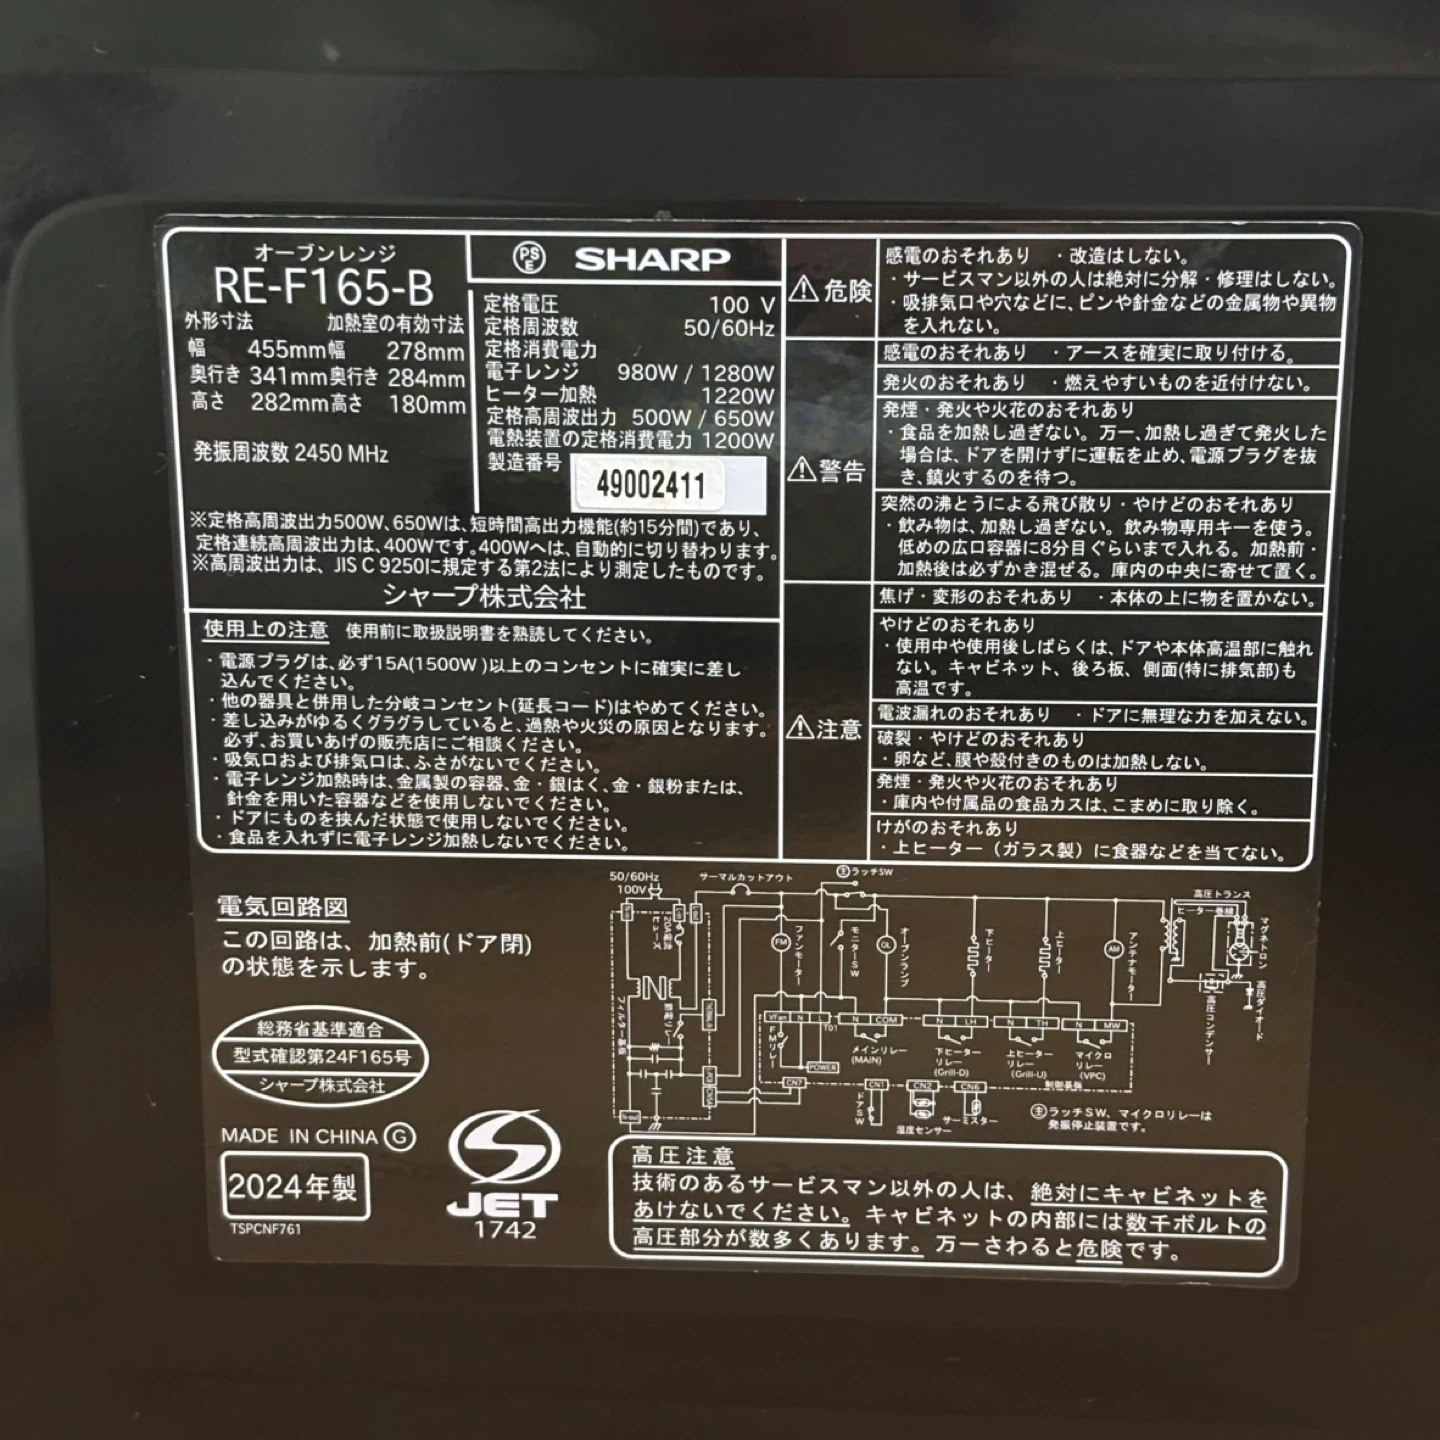 オーブンレンジ
RE-F165-B
外形寸法 加熱室の有効寸法
幅 455mm 幅 278mm
奥行き 341mm 奥行き 284mm
高さ 282mm 高さ 180mm
発振周波数 2450 MHz
PSE SHARP
定格電圧 100 V
定格周波数 50/60Hz
定格消費電力
電子レンジ 980W / 1280W
ヒーター加熱 1220W
定格高周波出力 500W / 650W
電熱装置の定格消費電力 1200W
製造番号 49002411
※定格高周波出力500W、650Wは、短時間高出力機能(約15分間)であり、
定格連続高周波出力は、400Wです。400Wへは、自動的に切り替わります。
※高周波出力は、JIS C 9250に規定する第2法により測定したものです。
シャープ株式会社
使用上の注意 使用前に取扱説明書を熟読してください。
・電源プラグは、必ず15A(1500W)以上のコンセントに確実に差し
込んでください。
・他の器具と併用した分岐コンセント(延長コード)はやめてください。
・差し込みがゆるくグラグラしていると、過熱や火災の原因となります。
必ず、お買いあげの販売店にご相談ください。
・吸気口および排気口は、ふさがないでください。
・電子レンジ加熱時は、金属製の容器、金・銀はく、金・銀粉または、
針金を用いた容器などを使用しないでください。
・ドアにものを挟んだ状態で使用しないでください。
・食品を入れずに電子レンジ加熱しないでください。
⚠危険
感電のおそれあり ・改造はしない。
・サービスマン以外の人は絶対に分解・修理はしない。
・吸排気口や穴などに、ピンや針金などの金属物や異物
を入れない。
⚠警告
感電のおそれあり ・アースを確実に取り付ける。
発火のおそれあり ・燃えやすいものを近付けない。
発煙・発火や火花のおそれあり
・食品を加熱し過ぎない。万一、加熱し過ぎて発火した
場合は、ドアを開けずに運転を止め、電源プラグを抜
き、鎮火するのを待つ。
突然の沸とうによる飛び散り・やけどのおそれあり
・飲み物は、加熱し過ぎない。飲み物専用キーを使う。
低めの広口容器に8分目ぐらいまで入れる。加熱前・
加熱後は必ずかき混ぜる。庫内の中央に寄せて置く。
⚠注意
焦げ・変形のおそれあり ・本体の上に物を置かない。
やけどのおそれあり
・使用中や使用後しばらくは、ドアや本体高温部に触れ
ない。キャビネット、後ろ板、側面(特に排気部)も
高温です。
電波漏れのおそれあり ・ドアに無理な力を加えない。
破裂・やけどのおそれあり
・卵など、膜や殻付きのものは加熱しない。
発煙・発火や火花のおそれあり
・庫内や付属品の食品カスは、こまめに取り除く。
けがのおそれあり
・上ヒーター（ガラス製）に食器などを当てない。
電気回路図
この回路は、加熱前(ドア閉)
の状態を示します。
50/60Hz
100V
サーマルカットアウト
主ラッチSW
高圧トランス
ヒーター巻線
マグネトロン
高圧ダイオード
高圧コンデンサー
フィルター基板
FM
ファンモーター
モニターSW
OL
オーブンランプ
下ヒーター
上ヒーター
AM
アンテナモーター
VFan N L
T01
N COM
N LH
N TH
N MW
FMリレー
POWER
メインリレー
(MAIN)
下ヒーター
リレー
(Grill-D)
上ヒーター
リレー
(Grill-U)
マイクロ
リレー
(VPC)
制御基板
N-out
CN7
CN1
CN2
CN6
ドアSW
湿度センサー
サーミスター
主ラッチSW、マイクロリレーは
発振停止装置です。
総務省基準適合
型式確認第24F165号
シャープ株式会社
MADE IN CHINA G
2024年製
TSPCNF761
JET
1742
高圧注意
技術のあるサービスマン以外の人は、絶対にキャビネットを
あけないでください。キャビネットの内部には数千ボルトの
高圧部分が数多くあります。万一さわると危険です。